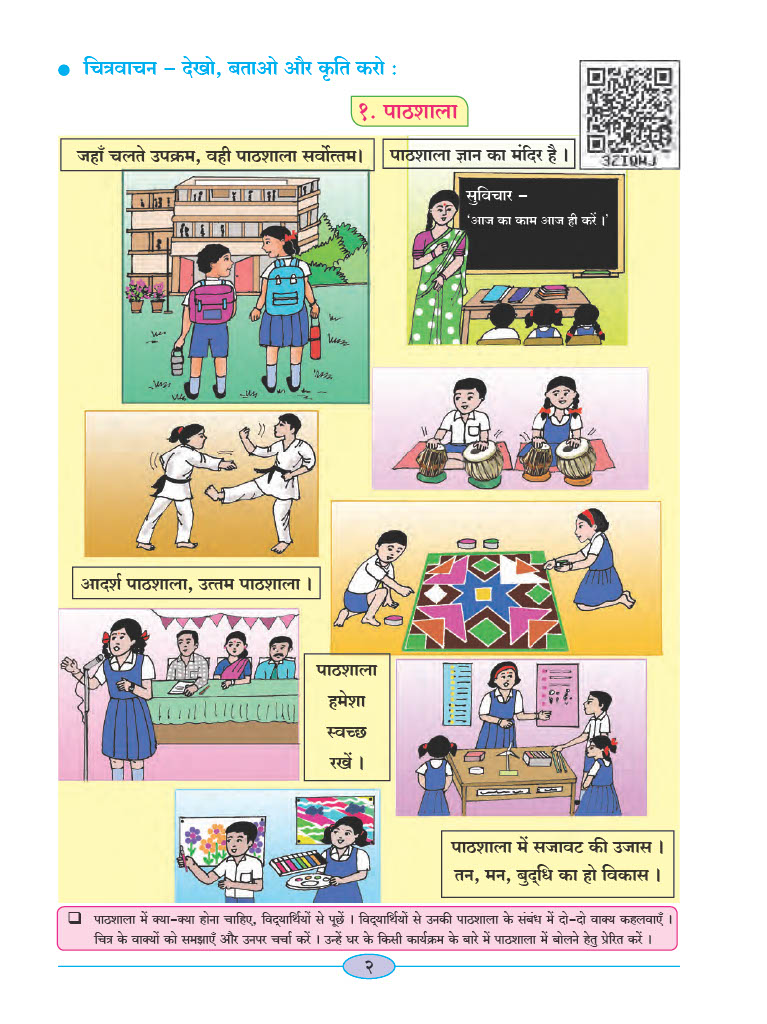 ● चित्रवाचन – देखो, बताओ और कृति करो :
3ZIQWJ
१. पाठशाला
जहाँ चलते उपक्रम, वही पाठशाला सर्वोत्तम।
पाठशाला ज्ञान का मंदिर है ।
सुविचार –
‘आज का काम आज ही करें ।’
आदर्श पाठशाला, उत्तम पाठशाला ।
पाठशाला
हमेशा
स्वच्छ
रखें ।
पाठशाला में सजावट की उजास ।
तन, मन, बुद्धि का हो विकास ।
❑ पाठशाला में क्या-क्या होना चाहिए, विद्यार्थियों से पूछें । विद्यार्थियों से उनकी पाठशाला के संबंध में दो-दो वाक्य कहलवाएँ ।
चित्र के वाक्यों को समझाएँ और उनपर चर्चा करें । उन्हें घर के किसी कार्यक्रम के बारे में पाठशाला में बोलने हेतु प्रेरित करें ।
२